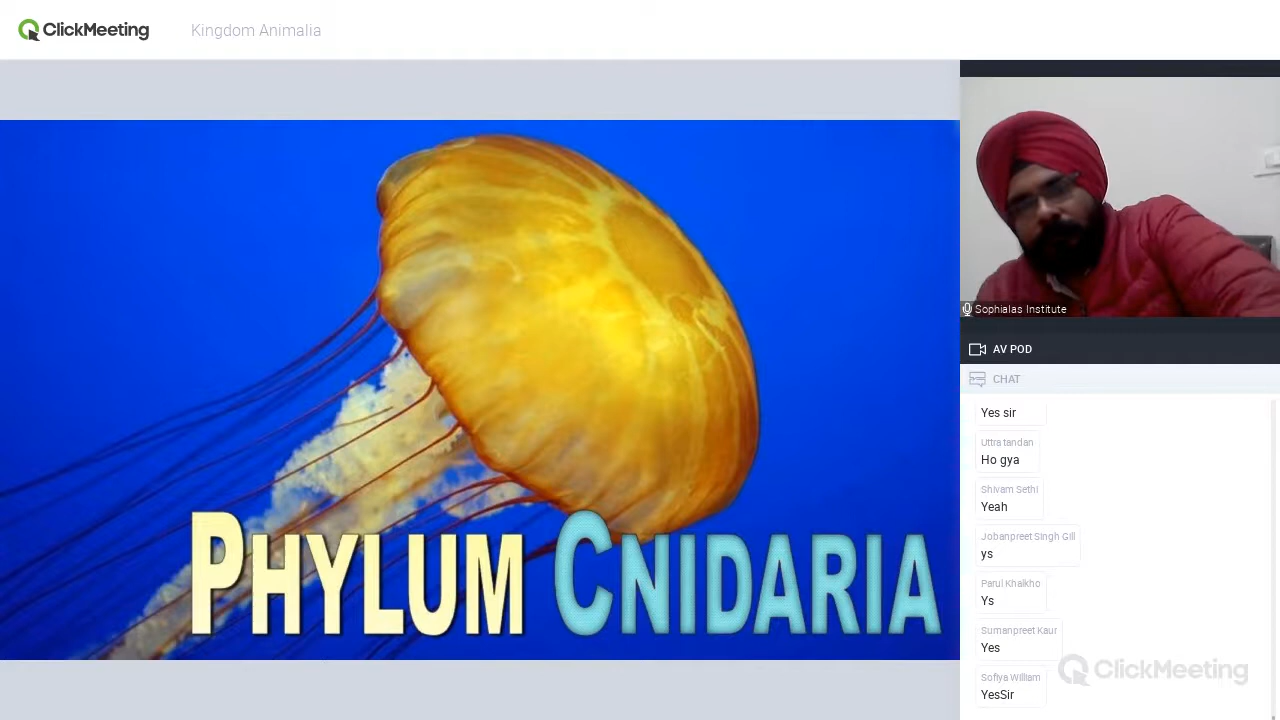 ClickMeeting
Kingdom Animalia
PHYLUM CNIDARIA
Sophialas Institute
AV POD
CHAT
Yes sir
Uttra tandan
Ho gya
Shivam Sethi
Yeah
Jobanpreet Singh Gill
ys
Parul Khalkho
Ys
Sumanpreet Kaur
Yes
Sofiya William
YesSir
ClickMeeting